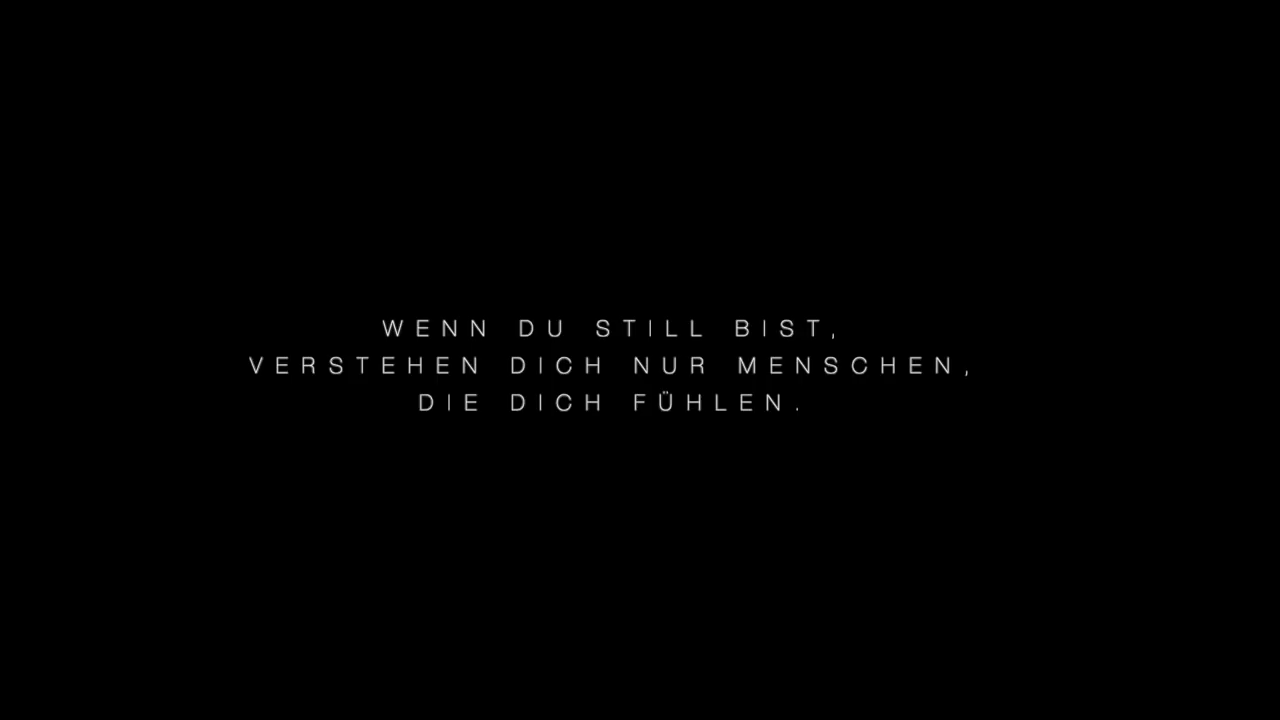 WENN DU STILL BIST,
VERSTEHEN DICH NUR MENSCHEN,
DIE DICH FÜHLEN.